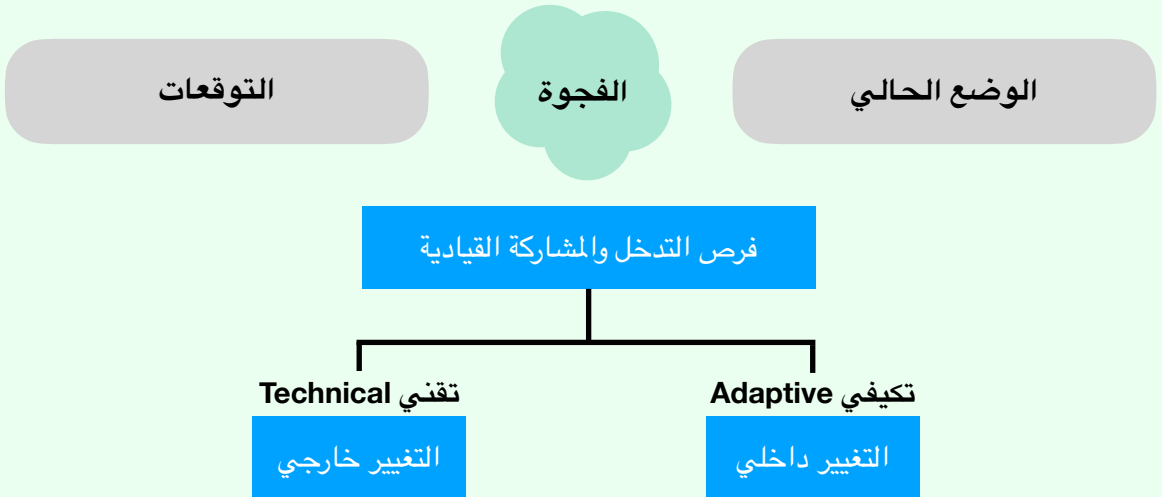 الوضع الحالي
الفجوة
التوقعات
فرص التدخل والمشاركة القيادية
تكيفي Adaptive
تقني Technical
التغيير داخلي
التغيير خارجي